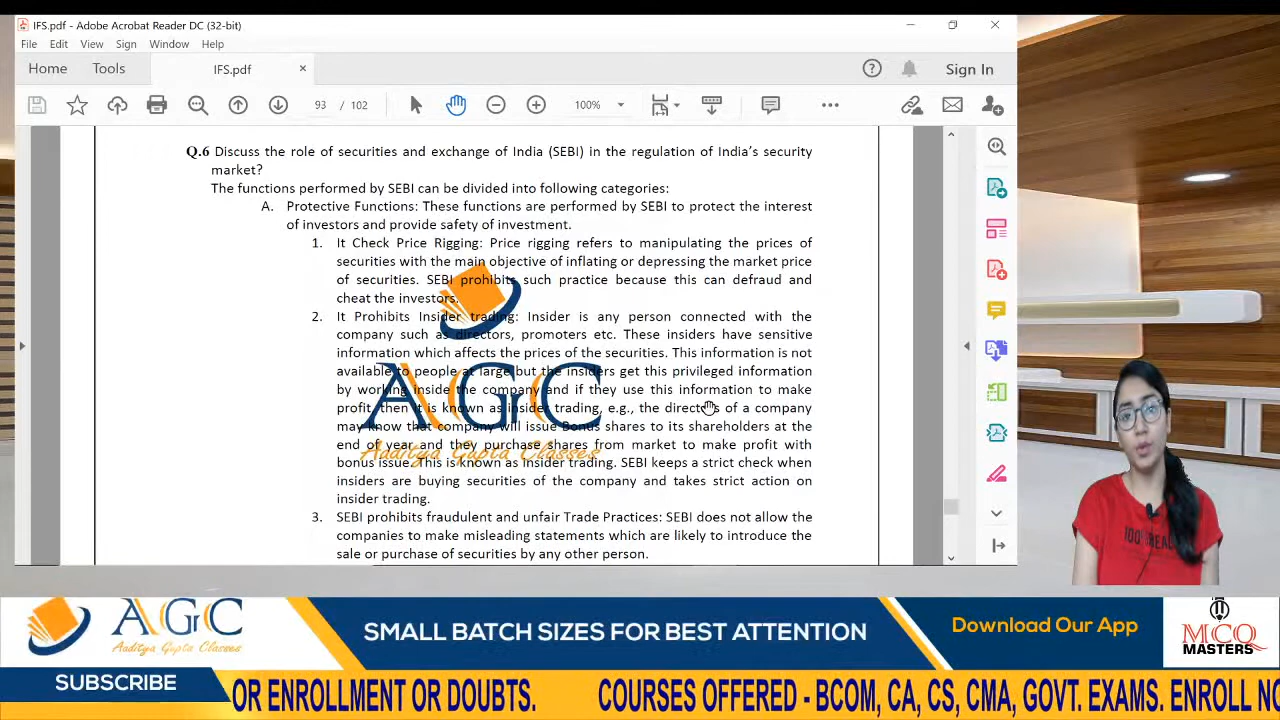 IFS.pdf - Adobe Acrobat Reader DC (32-bit)
File Edit View Sign Window Help
Home Tools IFS.pdf × Sign In
93 / 102 100%
Q.6 Discuss the role of securities and exchange of India (SEBI) in the regulation of India's security
market?
The functions performed by SEBI can be divided into following categories:
A. Protective Functions: These functions are performed by SEBI to protect the interest
of investors and provide safety of investment.
1. It Check Price Rigging: Price rigging refers to manipulating the prices of
securities with the main objective of inflating or depressing the market price
of securities. SEBI prohibits such practice because this can defraud and
cheat the investors.
2. It Prohibits Insider trading: Insider is any person connected with the
company such as directors, promoters etc. These insiders have sensitive
information which affects the prices of the securities. This information is not
available to people at large but the insiders get this privileged information
by working inside the company and if they use this information to make
profit, then it is known as insider trading, e.g., the directors of a company
may know that company will issue Bonus shares to its shareholders at the
end of year and they purchase shares from market to make profit with
bonus issue. This is known as insider trading. SEBI keeps a strict check when
insiders are buying securities of the company and takes strict action on
insider trading.
3. SEBI prohibits fraudulent and unfair Trade Practices: SEBI does not allow the
companies to make misleading statements which are likely to introduce the
sale or purchase of securities by any other person.
AGC
Aaditya Gupta Classes
AGC
Aaditya Gupta Classes
SMALL BATCH SIZES FOR BEST ATTENTION
Download Our App
MCQ
MASTERS
SUBSCRIBE
OR ENROLLMENT OR DOUBTS. COURSES OFFERED - BCOM, CA, CS, CMA, GOVT. EXAMS. ENROLL NO